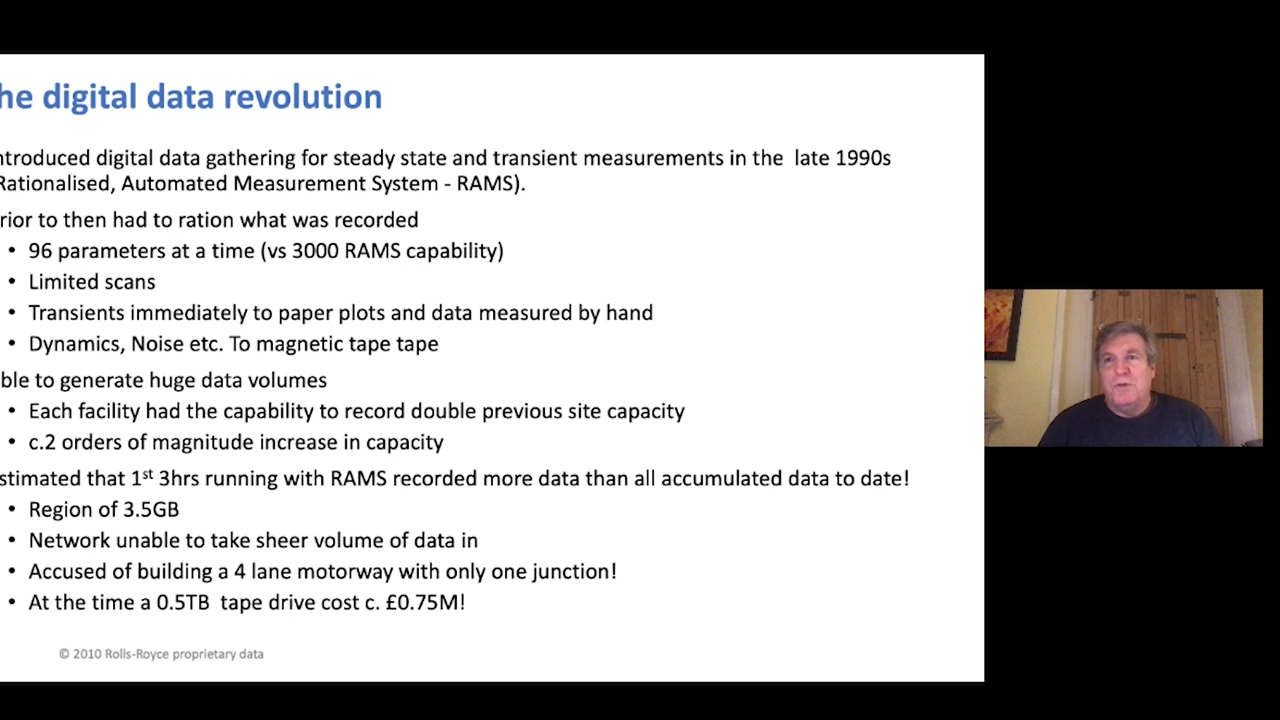 he digital data revolution
ntroduced digital data gathering for steady state and transient measurements in the late 1990s
Rationalised, Automated Measurement System - RAMS).
rior to then had to ration what was recorded
• 96 parameters at a time (vs 3000 RAMS capability)
• Limited scans
• Transients immediately to paper plots and data measured by hand
• Dynamics, Noise etc. To magnetic tape tape
ble to generate huge data volumes
• Each facility had the capability to record double previous site capacity
• c.2 orders of magnitude increase in capacity
stimated that 1st 3hrs running with RAMS recorded more data than all accumulated data to date!
• Region of 3.5GB
• Network unable to take sheer volume of data in
• Accused of building a 4 lane motorway with only one junction!
• At the time a 0.5TB tape drive cost c. £0.75M!
© 2010 Rolls-Royce proprietary data